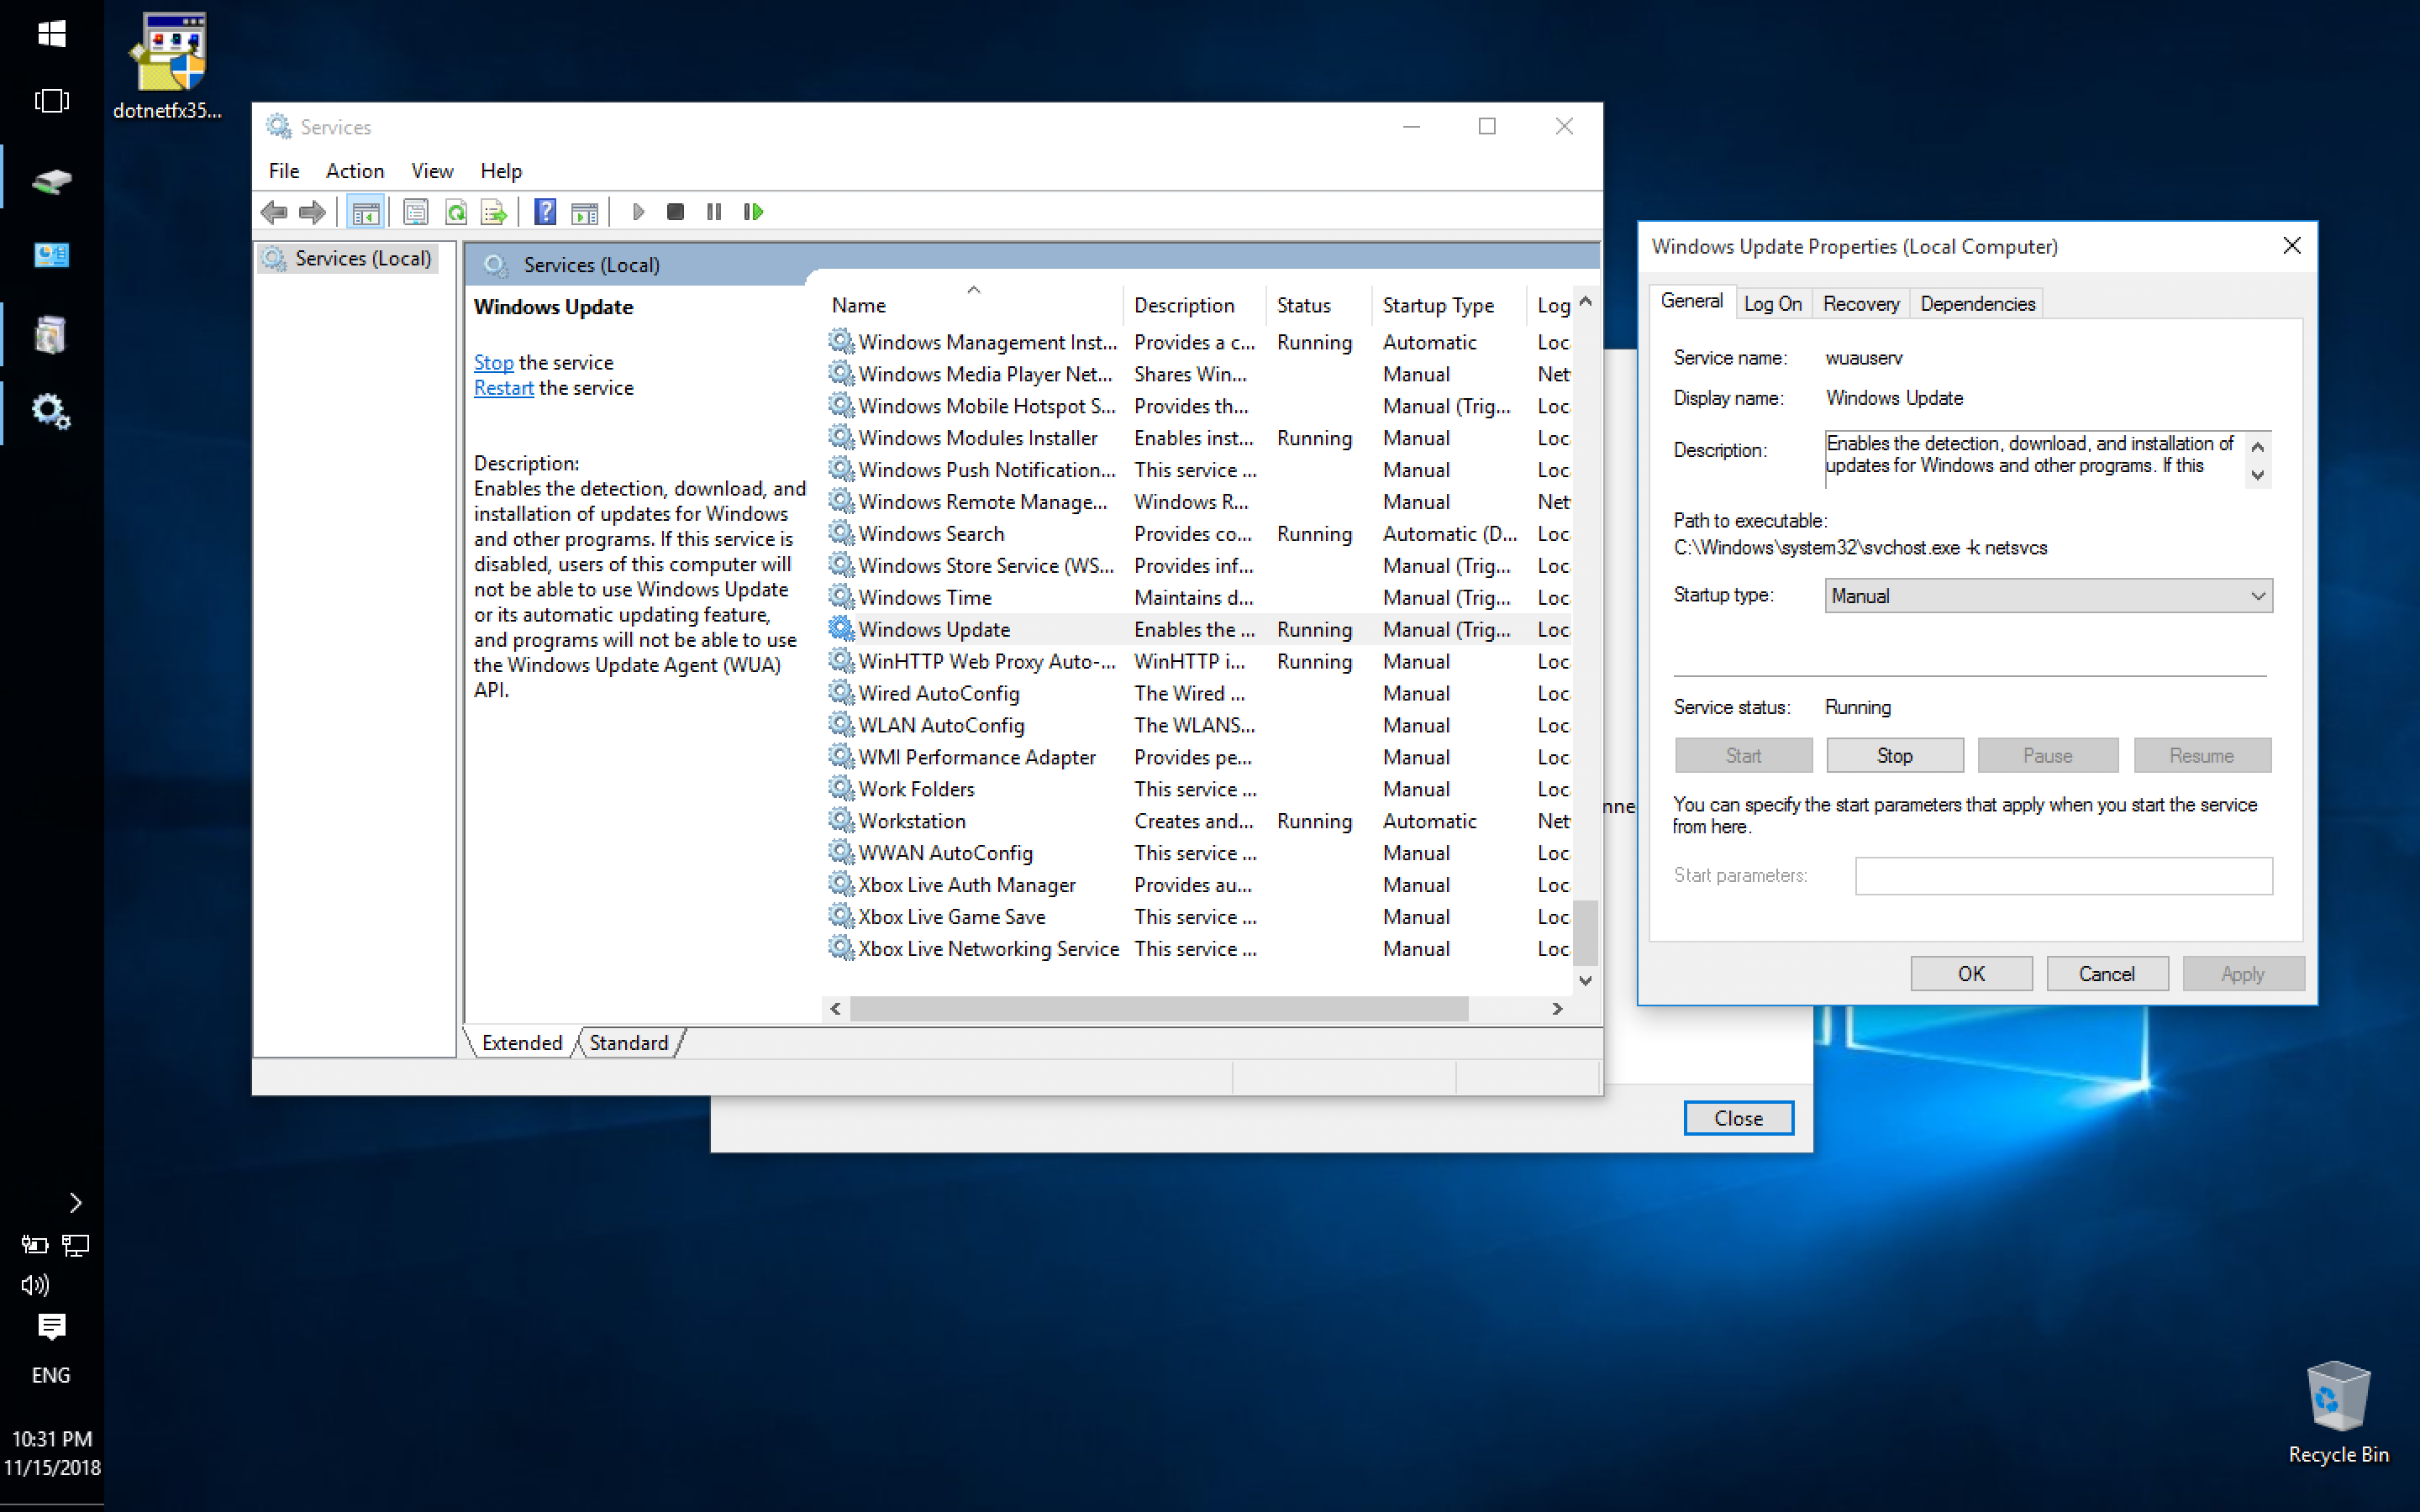 dotnetfx35...
Services
File Action View Help
Services (Local)
Services (Local)
Windows Update
Stop the service
Restart the service
Description:
Enables the detection, download, and
installation of updates for Windows
and other programs. If this service is
disabled, users of this computer will
not be able to use Windows Update
or its automatic updating feature,
and programs will not be able to use
the Windows Update Agent (WUA)
API.
Name Description Status Startup Type Log
Windows Management Inst... Provides a c... Running Automatic Loc
Windows Media Player Net... Shares Win... Manual Net
Windows Mobile Hotspot S... Provides th... Manual (Trig... Loc
Windows Modules Installer Enables inst... Running Manual Loc
Windows Push Notification... This service ... Manual Loc
Windows Remote Manage... Windows R... Manual Net
Windows Search Provides co... Running Automatic (D... Loc
Windows Store Service (WS... Provides inf... Manual (Trig... Loc
Windows Time Maintains d... Manual (Trig... Loc
Windows Update Enables the ... Running Manual (Trig... Loc
WinHTTP Web Proxy Auto-... WinHTTP i... Running Manual Loc
Wired AutoConfig The Wired ... Manual Loc
WLAN AutoConfig The WLANS... Manual Loc
WMI Performance Adapter Provides pe... Manual Loc
Work Folders This service ... Manual Loc
Workstation Creates and... Running Automatic Net
WWAN AutoConfig This service ... Manual Loc
Xbox Live Auth Manager Provides au... Manual Loc
Xbox Live Game Save This service ... Manual Loc
Xbox Live Networking Service This service ... Manual Loc
Extended Standard
nne
Close
Windows Update Properties (Local Computer)
General Log On Recovery Dependencies
Service name: wuauserv
Display name: Windows Update
Description: Enables the detection, download, and installation of
updates for Windows and other programs. If this
Path to executable:
C:\Windows\system32\svchost.exe -k netsvcs
Startup type: Manual
Service status: Running
Start Stop Pause Resume
You can specify the start parameters that apply when you start the service
from here.
Start parameters:
OK Cancel Apply
ENG
10:31 PM
11/15/2018
Recycle Bin